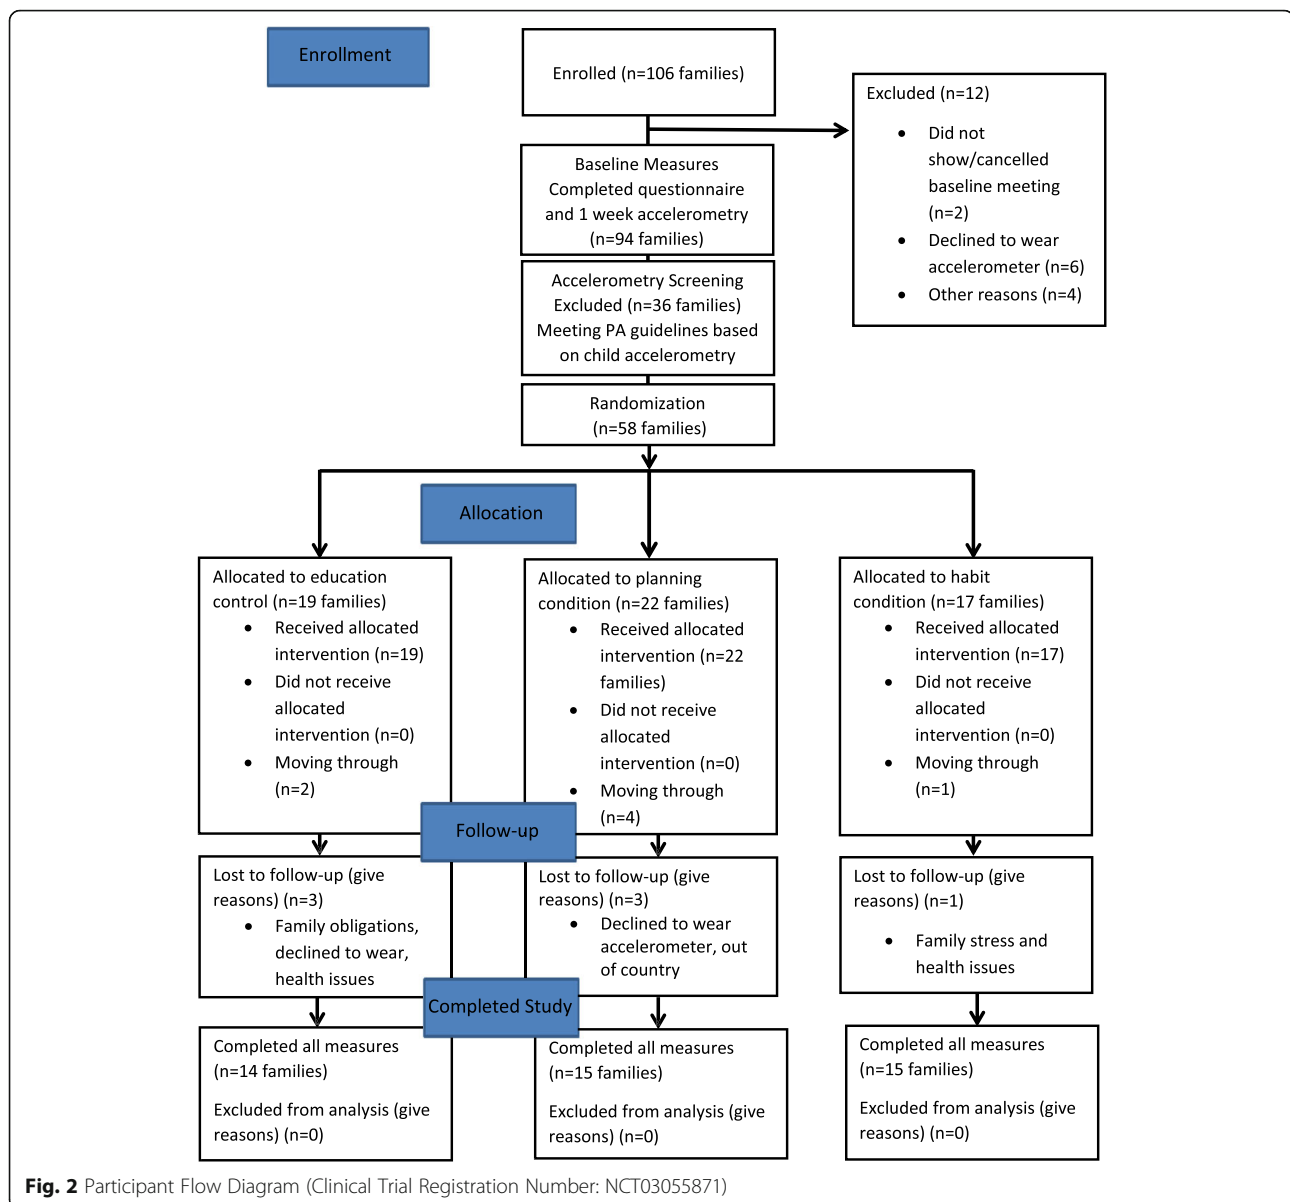 Enrollment
Enrolled (n=106 families)
Excluded (n=12)
• Did not
show/cancelled
baseline meeting
(n=2)
• Declined to wear
accelerometer (n=6)
• Other reasons (n=4)
Baseline Measures
Completed questionnaire
and 1 week accelerometry
(n=94 families)
Accelerometry Screening
Excluded (n=36 families)
Meeting PA guidelines based
on child accelerometry
Randomization
(n=58 families)
Allocation
Allocated to education
control (n=19 families)
• Received allocated
intervention (n=19)
• Did not receive
allocated
intervention (n=0)
• Moving through
(n=2)
Allocated to planning
condition (n=22 families)
• Received allocated
intervention (n=22
families)
• Did not receive
allocated
intervention (n=0)
• Moving through
(n=4)
Allocated to habit
condition (n=17 families)
• Received allocated
intervention (n=17)
• Did not receive
allocated
intervention (n=0)
• Moving through
(n=1)
Follow-up
Lost to follow-up (give
reasons) (n=3)
• Family obligations,
declined to wear,
health issues
Lost to follow-up (give
reasons) (n=3)
• Declined to wear
accelerometer, out
of country
Lost to follow-up (give
reasons) (n=1)
• Family stress and
health issues
Completed Study
Completed all measures
(n=14 families)
Excluded from analysis (give
reasons) (n=0)
Completed all measures
(n=15 families)
Excluded from analysis (give
reasons) (n=0)
Completed all measures
(n=15 families)
Excluded from analysis (give
reasons) (n=0)
Fig. 2 Participant Flow Diagram (Clinical Trial Registration Number: NCT03055871)